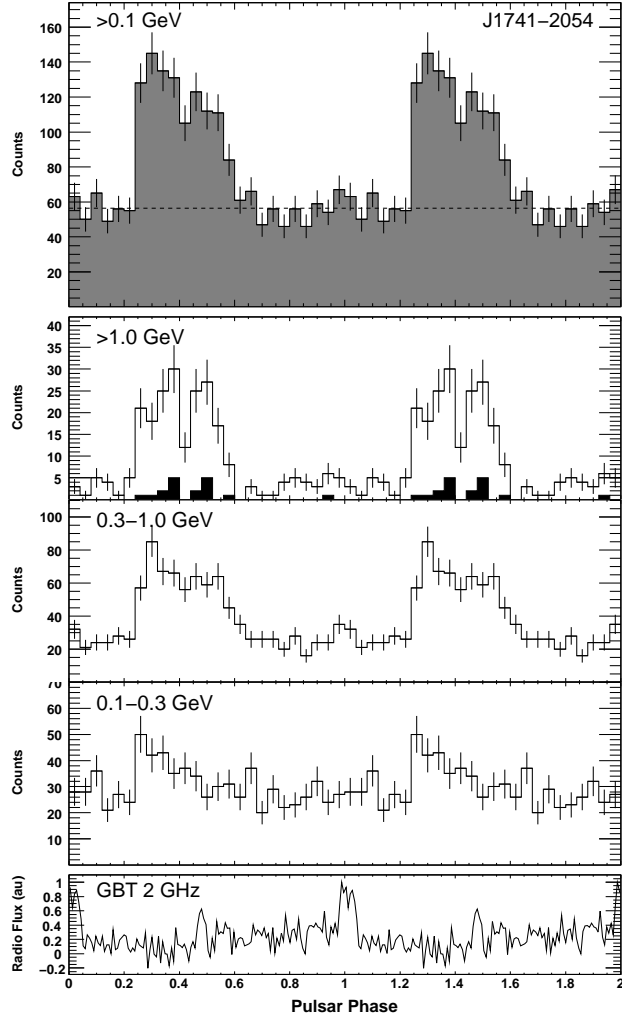 >0.1 GeV
J1741−2054
Counts
160
140
120
100
80
60
40
20
>1.0 GeV
Counts
40
35
30
25
20
15
10
5
0.3−1.0 GeV
Counts
100
80
60
40
20
0.1−0.3 GeV
Counts
70
60
50
40
30
20
10
0
GBT 2 GHz
Radio Flux (au)
1
0.8
0.6
0.4
0.2
0
−0.2
0 0.2 0.4 0.6 0.8 1 1.2 1.4 1.6 1.8 2
Pulsar Phase